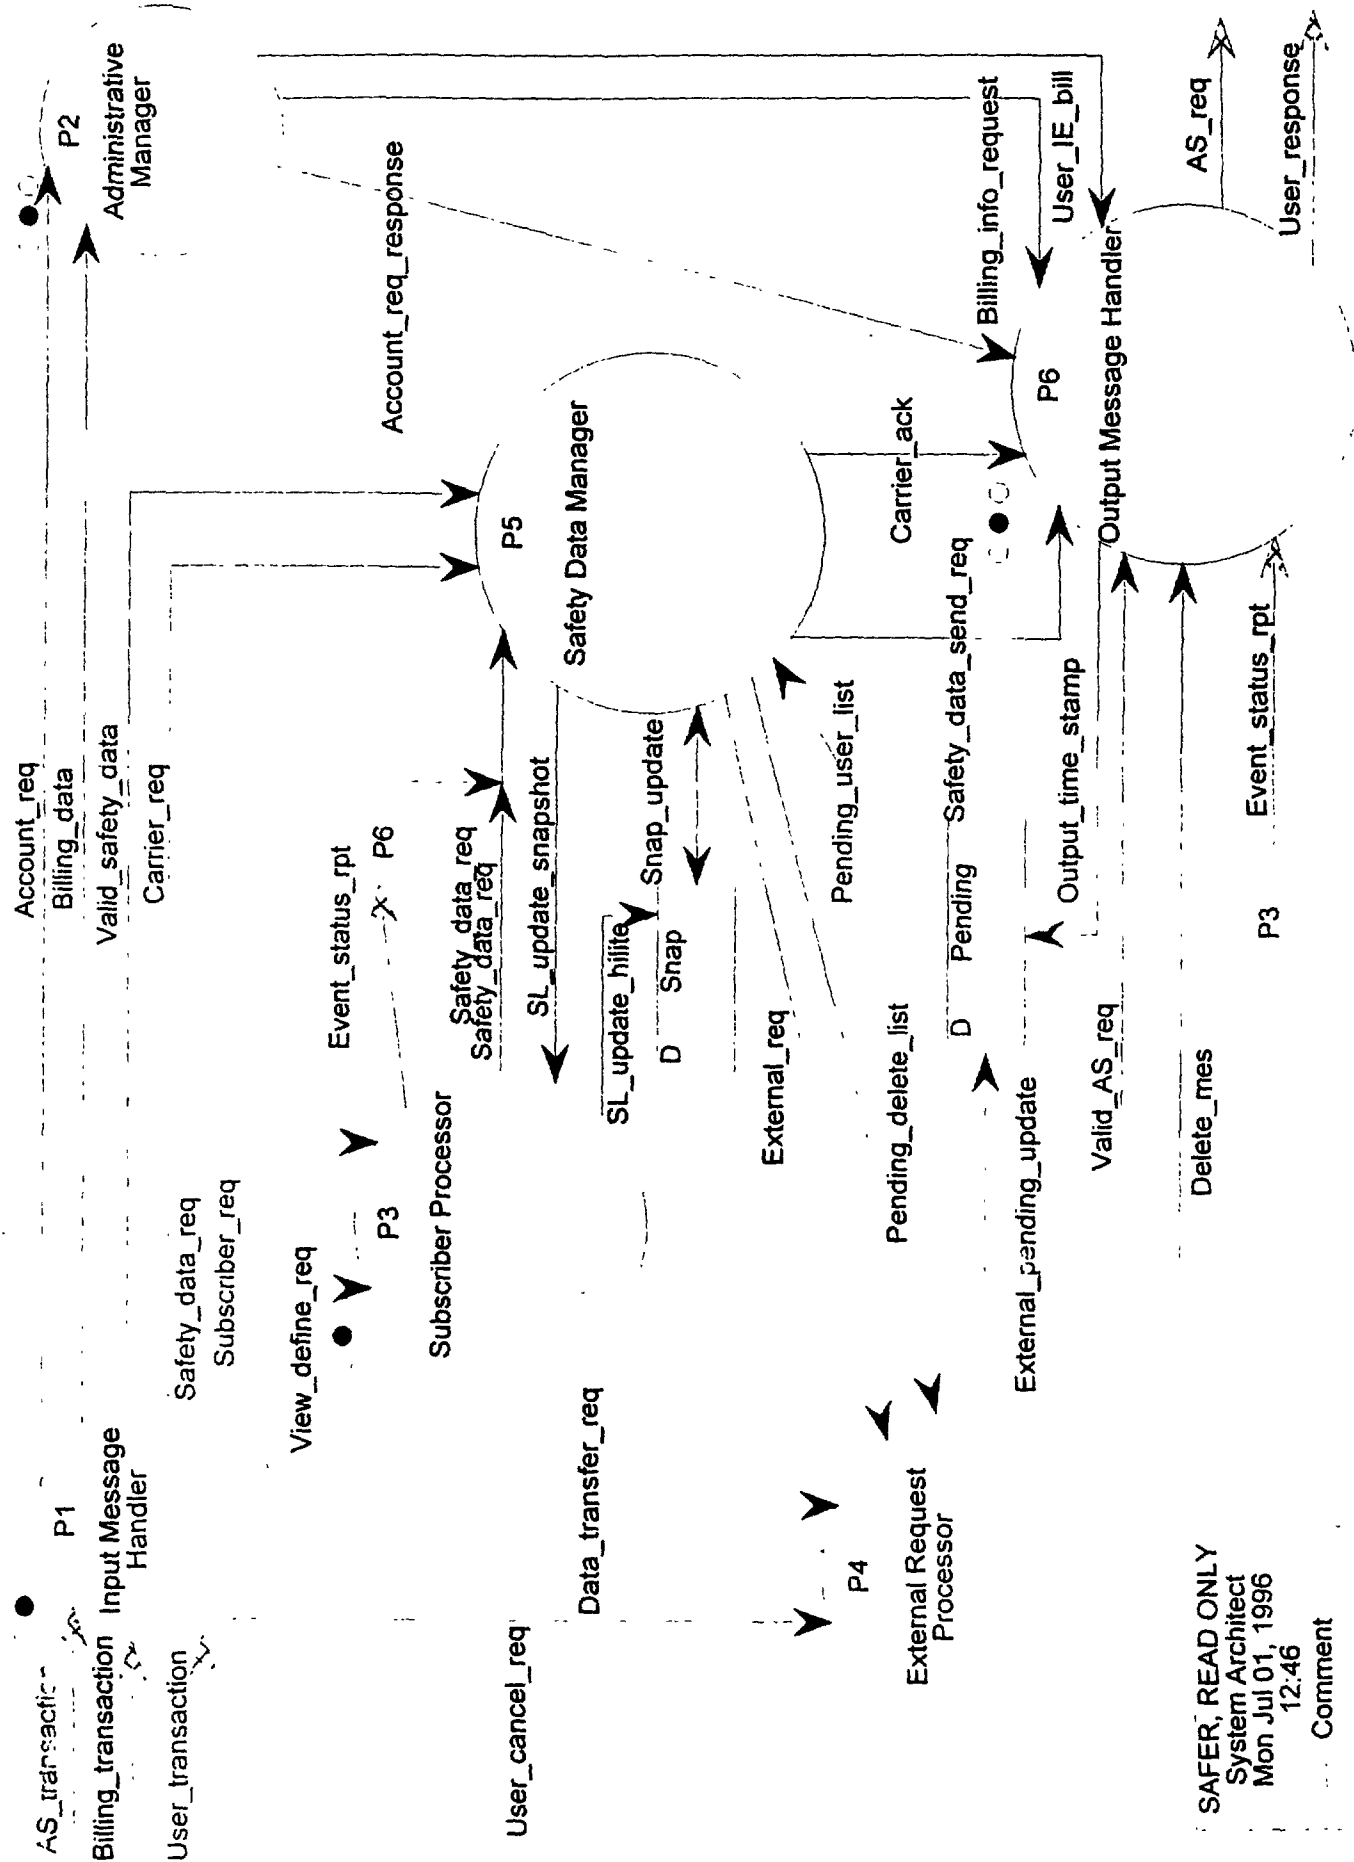 AS_transaction
Billing_transaction
User_transaction
P1
Input Message
Handler
Account_req
Billing_data
Valid_safety_data
Carrier_req
P2
Administrative
Manager
Safety_data_req
Subscriber_req
View_define_req
P3
Subscriber Processor
Event_status_rpt
P6
Safety_data_req
Safety_data_req
SL_update_snapshot
SL_update_hilite
Snap_update
D Snap
P5
Safety Data Manager
Account_req_response
User_cancel_req
Data_transfer_req
P4
External Request
Processor
External_req
Pending_delete_list
Pending_user_list
Carrier_ack
Safety_data_send_req
D Pending
External_pending_update
Output_time_stamp
Valid_AS_req
Delete_mes
P3
Event_status_rpt
Billing_info_request
User_IE_bill
P6
Output Message Handler
AS_req
User_response
SAFER, READ ONLY
System Architect
Mon Jul 01, 1996
12:46
Comment